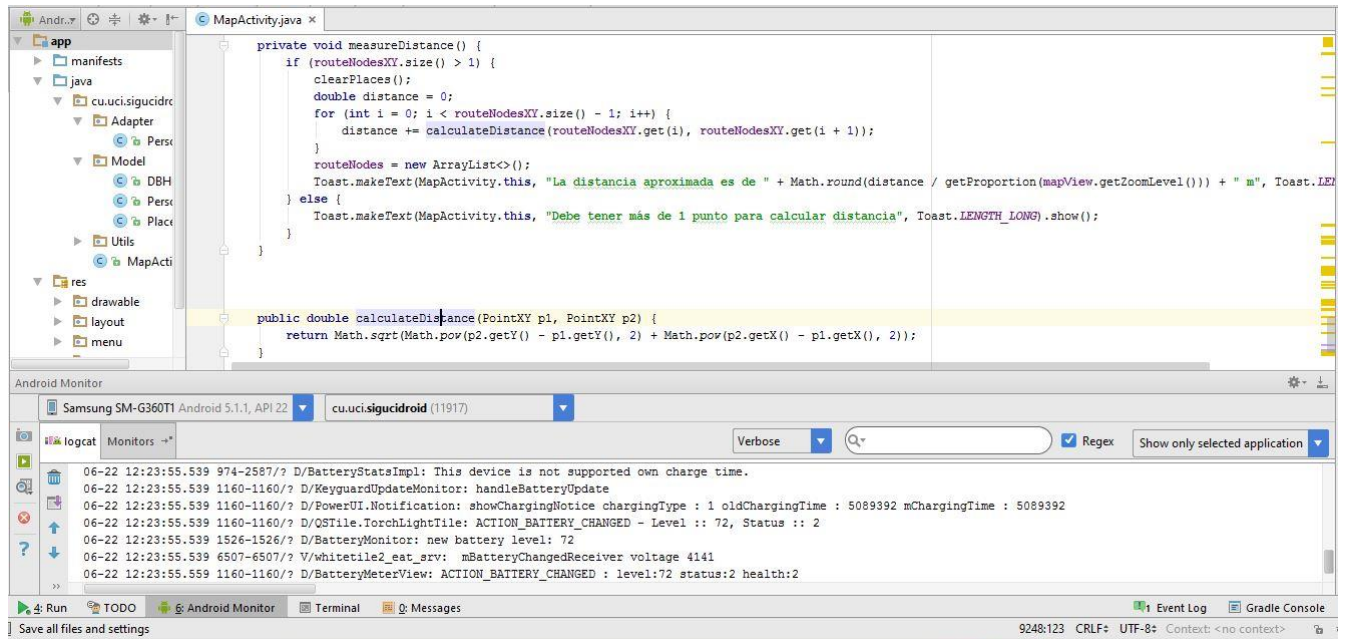 Andr..
MapActivity.java ×
app
manifests
java
cu.uci.sigucidrc
Adapter
Perso
Model
DBH
Perso
Place
Utils
MapActi
res
drawable
layout
menu
private void measureDistance() {
if (routeNodesXY.size() > 1) {
clearPlaces();
double distance = 0;
for (int i = 0; i < routeNodesXY.size() - 1; i++) {
distance += calculateDistance(routeNodesXY.get(i), routeNodesXY.get(i + 1));
}
routeNodes = new ArrayList<>();
Toast.makeText(MapActivity.this, "La distancia aproximada es de " + Math.round(distance / getProportion(mapView.getZoomLevel())) + " m", Toast.LEN
} else {
Toast.makeText(MapActivity.this, "Debe tener más de 1 punto para calcular distancia", Toast.LENGTH_LONG).show();
}
}
public double calculateDistance(PointXY p1, PointXY p2) {
return Math.sqrt(Math.pow(p2.getY() - p1.getY(), 2) + Math.pow(p2.getX() - p1.getX(), 2));
}
Android Monitor
Samsung SM-G360T1 Android 5.1.1, API 22
cu.uci.sigucidroid (11917)
logcat
Monitors
Verbose
Regex
Show only selected application
06-22 12:23:55.539 974-2587/? D/BatteryStatsImpl: This device is not supported own charge time.
06-22 12:23:55.539 1160-1160/? D/KeyguardUpdateMonitor: handleBatteryUpdate
06-22 12:23:55.539 1160-1160/? D/PowerUI.Notification: showChargingNotice chargingType : 1 oldChargingTime : 5089392 mChargingTime : 5089392
06-22 12:23:55.539 1160-1160/? D/QSTile.TorchLightTile: ACTION_BATTERY_CHANGED - Level :: 72, Status :: 2
06-22 12:23:55.539 1526-1526/? D/BatteryMonitor: new battery level: 72
06-22 12:23:55.539 6507-6507/? V/whitetile2_eat_srv:  mBatteryChangedReceiver voltage 4141
06-22 12:23:55.559 1160-1160/? D/BatteryMeterView: ACTION_BATTERY_CHANGED : level:72 status:2 health:2
4: Run
TODO
6: Android Monitor
Terminal
0: Messages
1 Event Log
Gradle Console
Save all files and settings
9248:123 CRLF÷ UTF-8÷ Context: <no context>